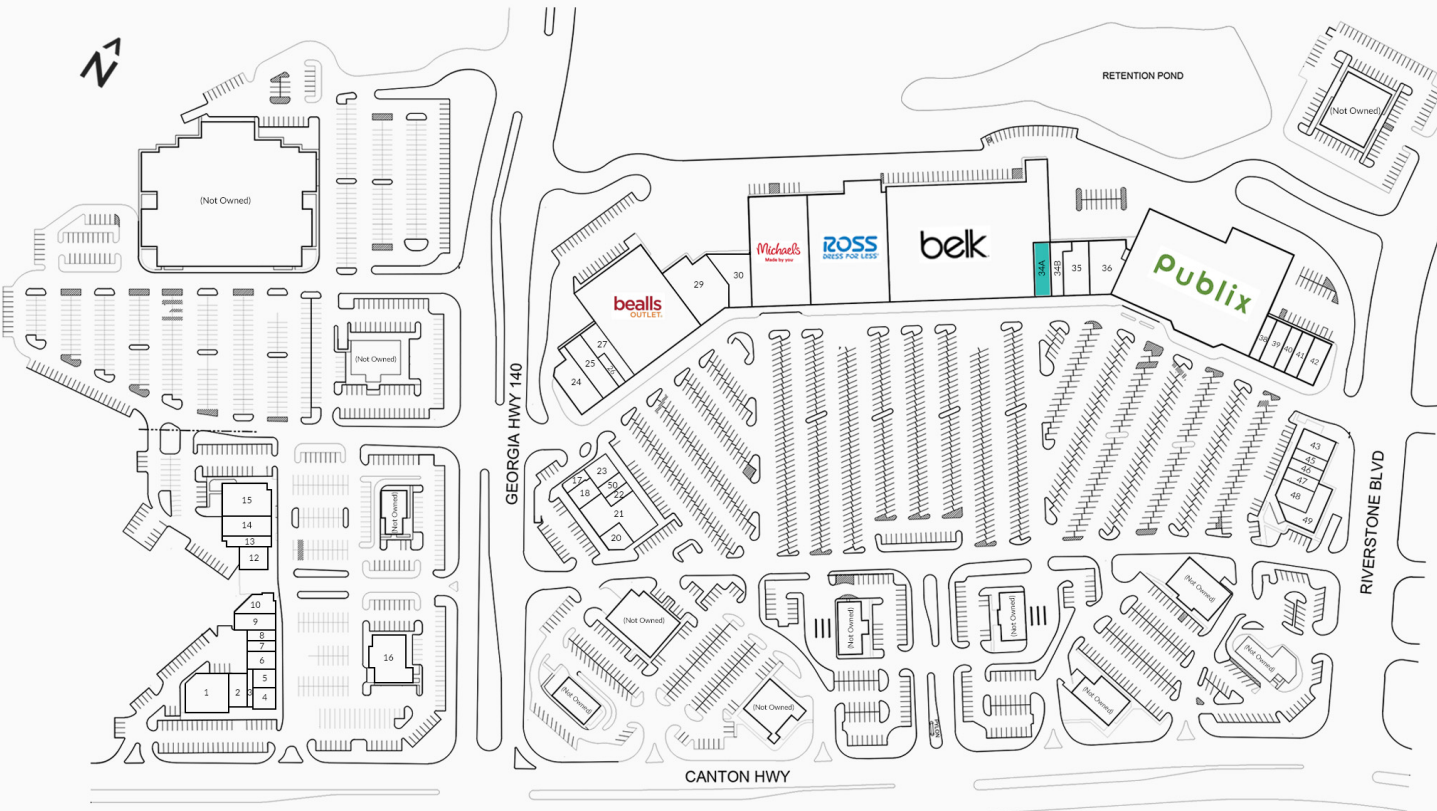 N
RETENTION POND
(Not Owned)
(Not Owned)
Michaels
Made by you
ROSS
DRESS FOR LESS
belk
34A
34B
35
36
Publix
38
39
40
41
42
30
29
bealls
OUTLET
27
26
25
24
(Not Owned)
GEORGIA HWY 140
23
17
50
18
22
21
20
43
45
46
47
48
49
RIVERSTONE BLVD
15
14
13
12
(Not Owned)
10
9
8
7
6
5
4
3
2
1
16
(Not Owned)
(Not Owned)
(Not Owned)
(Not Owned)
(Not Owned)
(Not Owned)
(Not Owned)
(Not Owned)
PYLON
CANTON HWY